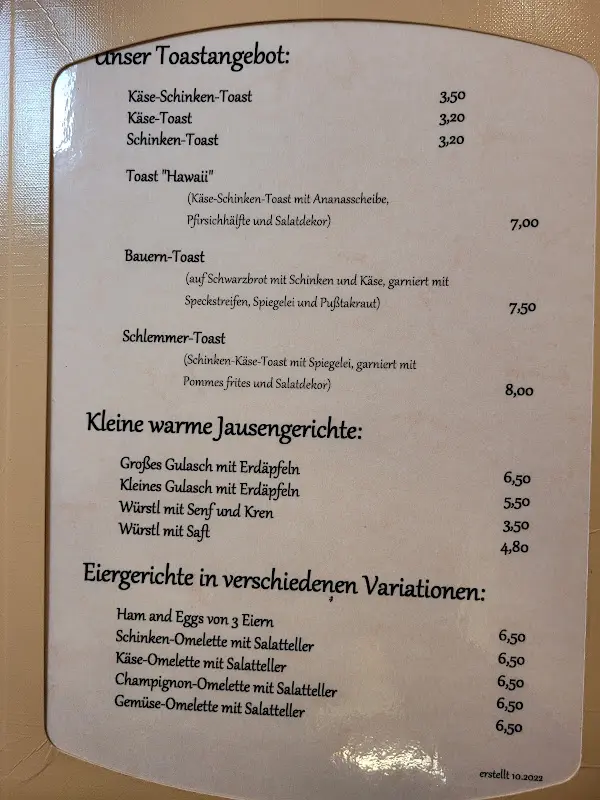 Unser Toastangebot:
Käse-Schinken-Toast 3,50
Käse-Toast 3,20
Schinken-Toast 3,20
Toast "Hawaii"
(Käse-Schinken-Toast mit Ananasscheibe,
Pfirsichhälfte und Salatdekor) 7,00
Bauern-Toast
(auf Schwarzbrot mit Schinken und Käse, garniert mit
Speckstreifen, Spiegelei und Pußtakraut) 7,50
Schlemmer-Toast
(Schinken-Käse-Toast mit Spiegelei, garniert mit
Pommes frites und Salatdekor) 8,00
Kleine warme Jausengerichte:
Großes Gulasch mit Erdäpfeln 6,50
Kleines Gulasch mit Erdäpfeln 5,50
Würstl mit Senf und Kren 3,50
Würstl mit Saft 4,80
Eiergerichte in verschiedenen Variationen:
Ham and Eggs von 3 Eiern 6,50
Schinken-Omelette mit Salatteller 6,50
Käse-Omelette mit Salatteller 6,50
Champignon-Omelette mit Salatteller 6,50
Gemüse-Omelette mit Salatteller 6,50
erstellt 10.2022